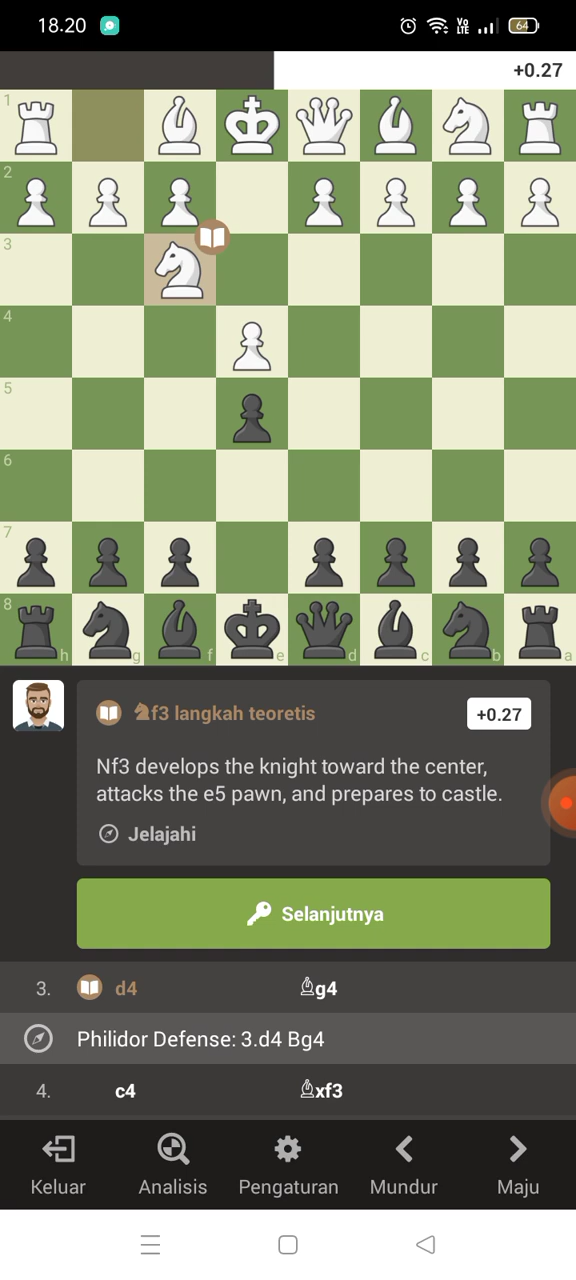 18.20
Vo
LTE
64
+0.27
1
2
3
4
5
6
7
8
h g f e d c b a
f3 langkah teoretis
+0.27
Nf3 develops the knight toward the center,
attacks the e5 pawn, and prepares to castle.
Jelajahi
Selanjutnya
3. d4 g4
Philidor Defense: 3.d4 Bg4
4. c4 xf3
Keluar Analisis Pengaturan Mundur Maju